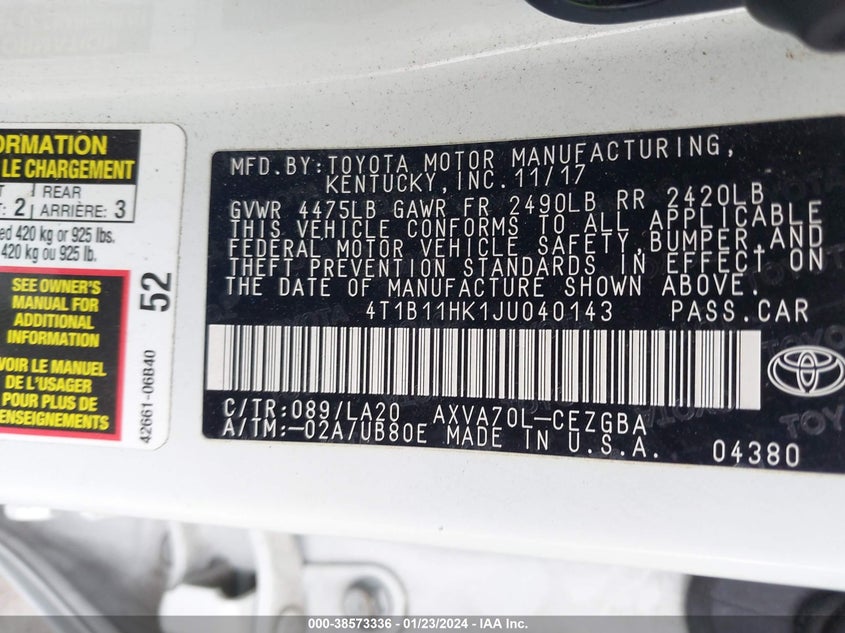 ORMATION
LE CHARGEMENT
REAR
2 ARRIÈRE: 3
420 kg or 925 lbs.
420 kg ou 925 lb.
SEE OWNER'S
MANUAL FOR
ADDITIONAL
INFORMATION
VOIR LE MANUEL
DE L'USAGER
POUR PLUS DE
RENSEIGNEMENTS
52
42661-06B40
MFD.BY:TOYOTA MOTOR MANUFACTURING,
KENTUCKY,INC.11/17
GVWR 4475LB GAWR FR 2490LB RR 2420LB
THIS VEHICLE CONFORMS TO ALL APPLICABLE
FEDERAL MOTOR VEHICLE SAFETY,BUMPER,AND
THEFT PREVENTION STANDARDS IN EFFECT ON
THE DATE OF MANUFACTURE SHOWN ABOVE.
4T1B11HK1JU040143 PASS.CAR
C/TR:089/LA20 AXVA70L-CEZGBA
A/TM:-02A/UB80E MADE IN U.S.A.
04380
000-38573336 - 01/23/2024 - IAA Inc.